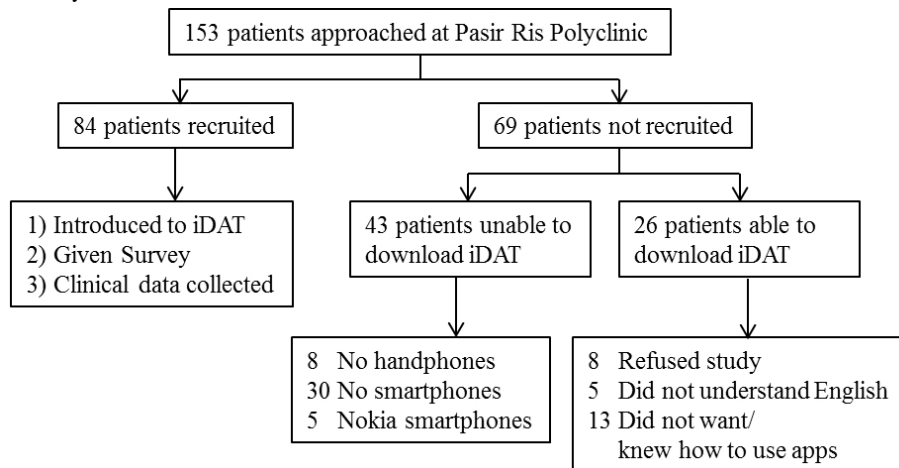 153 patients approached at Pasir Ris Polyclinic
84 patients recruited
69 patients not recruited
1) Introduced to iDAT
2) Given Survey
3) Clinical data collected
43 patients unable to
download iDAT
26 patients able to
download iDAT
8 No handphones
30 No smartphones
5 Nokia smartphones
8 Refused study
5 Did not understand English
13 Did not want/
knew how to use apps